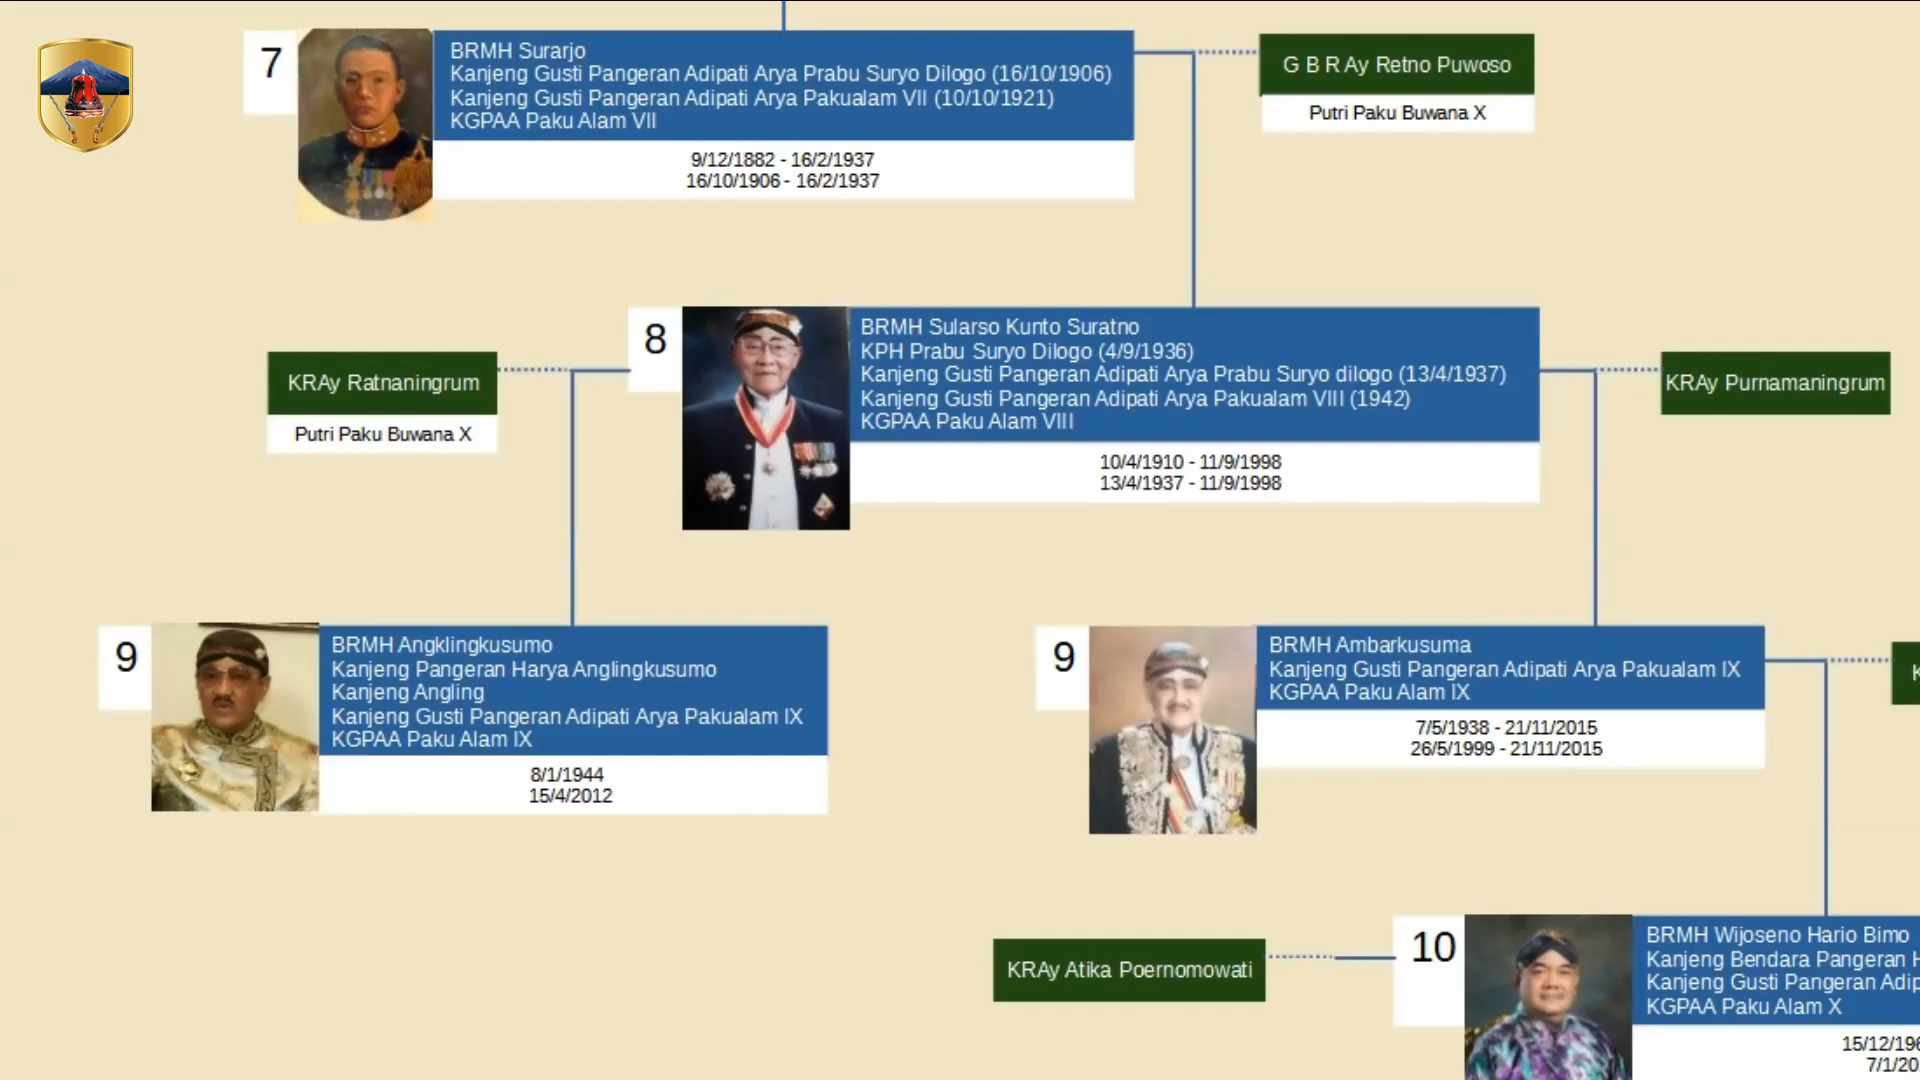 7
BRMH Surarjo
Kanjeng Gusti Pangeran Adipati Arya Prabu Suryo Dilogo (16/10/1906)
Kanjeng Gusti Pangeran Adipati Arya Pakualam VII (10/10/1921)
KGPAA Paku Alam VII
9/12/1882 - 16/2/1937
16/10/1906 - 16/2/1937
G B R Ay Retno Puwoso
Putri Paku Buwana X
8
BRMH Sularso Kunto Suratno
KPH Prabu Suryo Dilogo (4/9/1936)
Kanjeng Gusti Pangeran Adipati Arya Prabu Suryo dilogo (13/4/1937)
Kanjeng Gusti Pangeran Adipati Arya Pakualam VIII (1942)
KGPAA Paku Alam VIII
10/4/1910 - 11/9/1998
13/4/1937 - 11/9/1998
KRAy Ratnaningrum
Putri Paku Buwana X
KRAy Purnamaningrum
9
BRMH Angklingkusumo
Kanjeng Pangeran Harya Anglingkusumo
Kanjeng Angling
Kanjeng Gusti Pangeran Adipati Arya Pakualam IX
KGPAA Paku Alam IX
8/1/1944
15/4/2012
9
BRMH Ambarkusuma
Kanjeng Gusti Pangeran Adipati Arya Pakualam IX
KGPAA Paku Alam IX
7/5/1938 - 21/11/2015
26/5/1999 - 21/11/2015
KRAy Atika Poernomowati
10
BRMH Wijoseno Hario Bimo
Kanjeng Bendara Pangeran
Kanjeng Gusti Pangeran
KGPAA Paku Alam X